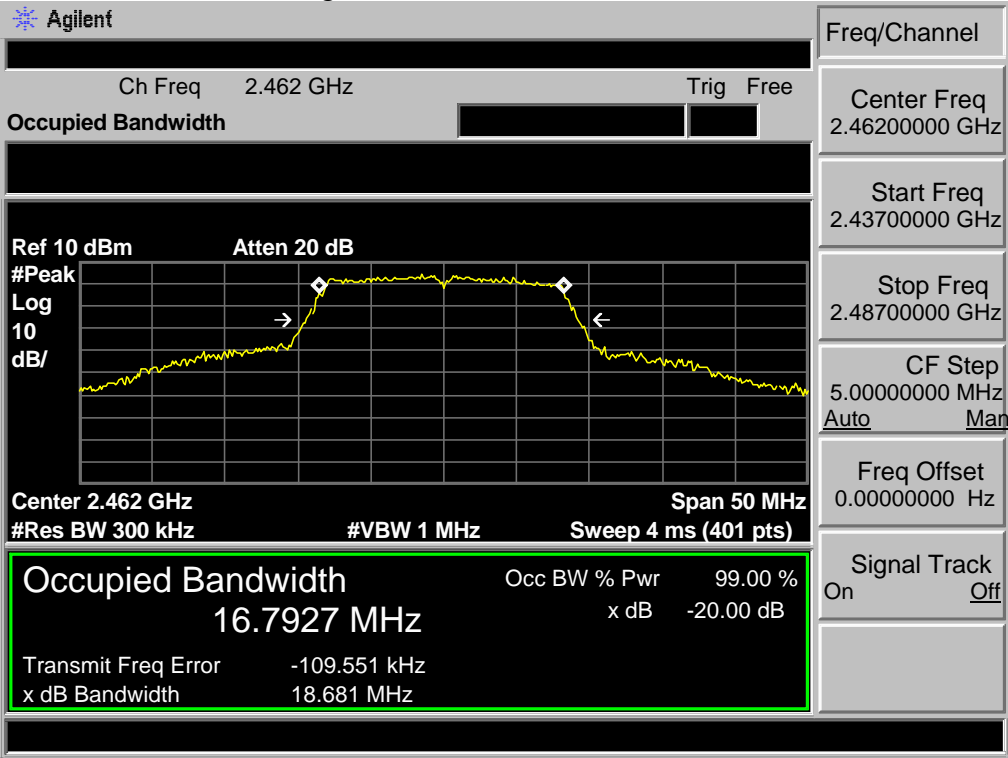 Agilent
Freq/Channel
Ch Freq 2.462 GHz Trig Free
Occupied Bandwidth
Center Freq
2.46200000 GHz
Start Freq
2.43700000 GHz
Ref 10 dBm Atten 20 dB
#Peak
Log
10
dB/
Stop Freq
2.48700000 GHz
CF Step
5.00000000 MHz
Auto Man
Freq Offset
0.00000000 Hz
Center 2.462 GHz Span 50 MHz
#Res BW 300 kHz #VBW 1 MHz Sweep 4 ms (401 pts)
Signal Track
On Off
Occupied Bandwidth Occ BW % Pwr 99.00 %
16.7927 MHz x dB -20.00 dB
Transmit Freq Error -109.551 kHz
x dB Bandwidth 18.681 MHz